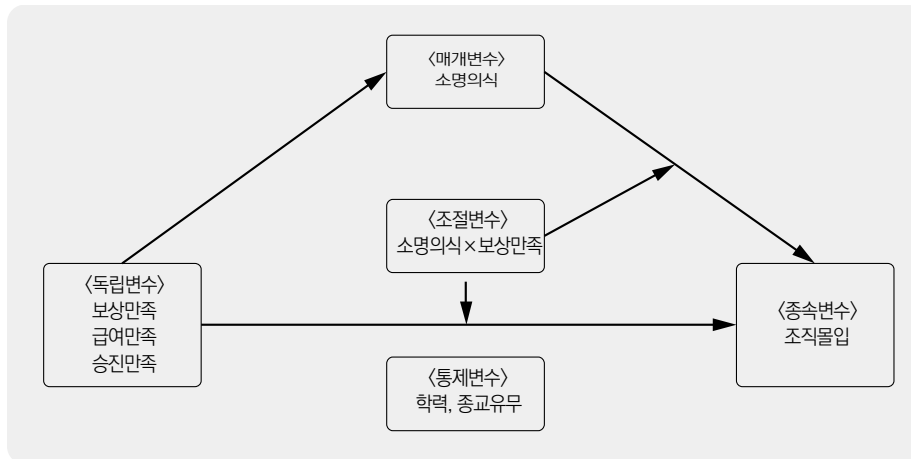 〈매개변수〉
소명의식
〈조절변수〉
소명의식×보상만족
〈독립변수〉
보상만족
급여만족
승진만족
〈종속변수〉
조직몰입
〈통제변수〉
학력, 종교유무